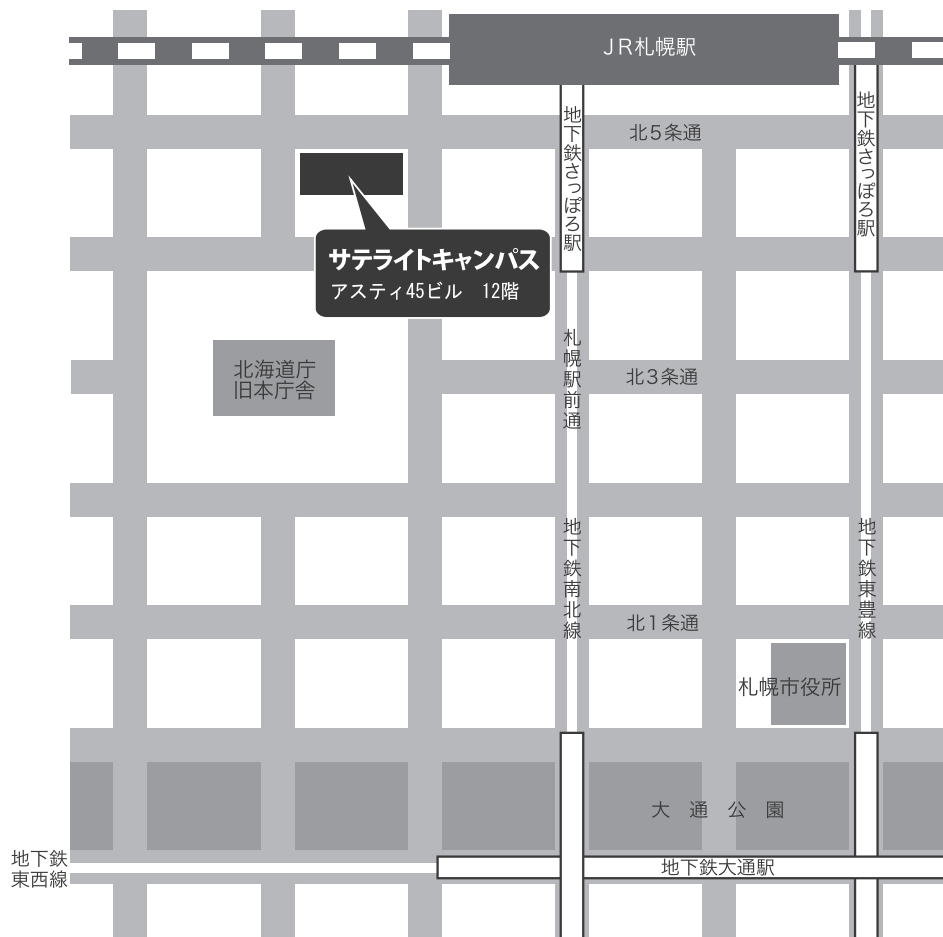 ＪＲ札幌駅
地下鉄さっぽろ駅
地下鉄さっぽろ駅
北５条通
サテライトキャンパス
アスティ45ビル　12階
札幌駅前通
北海道庁
旧本庁舎
北３条通
地下鉄南北線
地下鉄東豊線
北１条通
札幌市役所
大　通　公　園
地下鉄
東西線
地下鉄大通駅